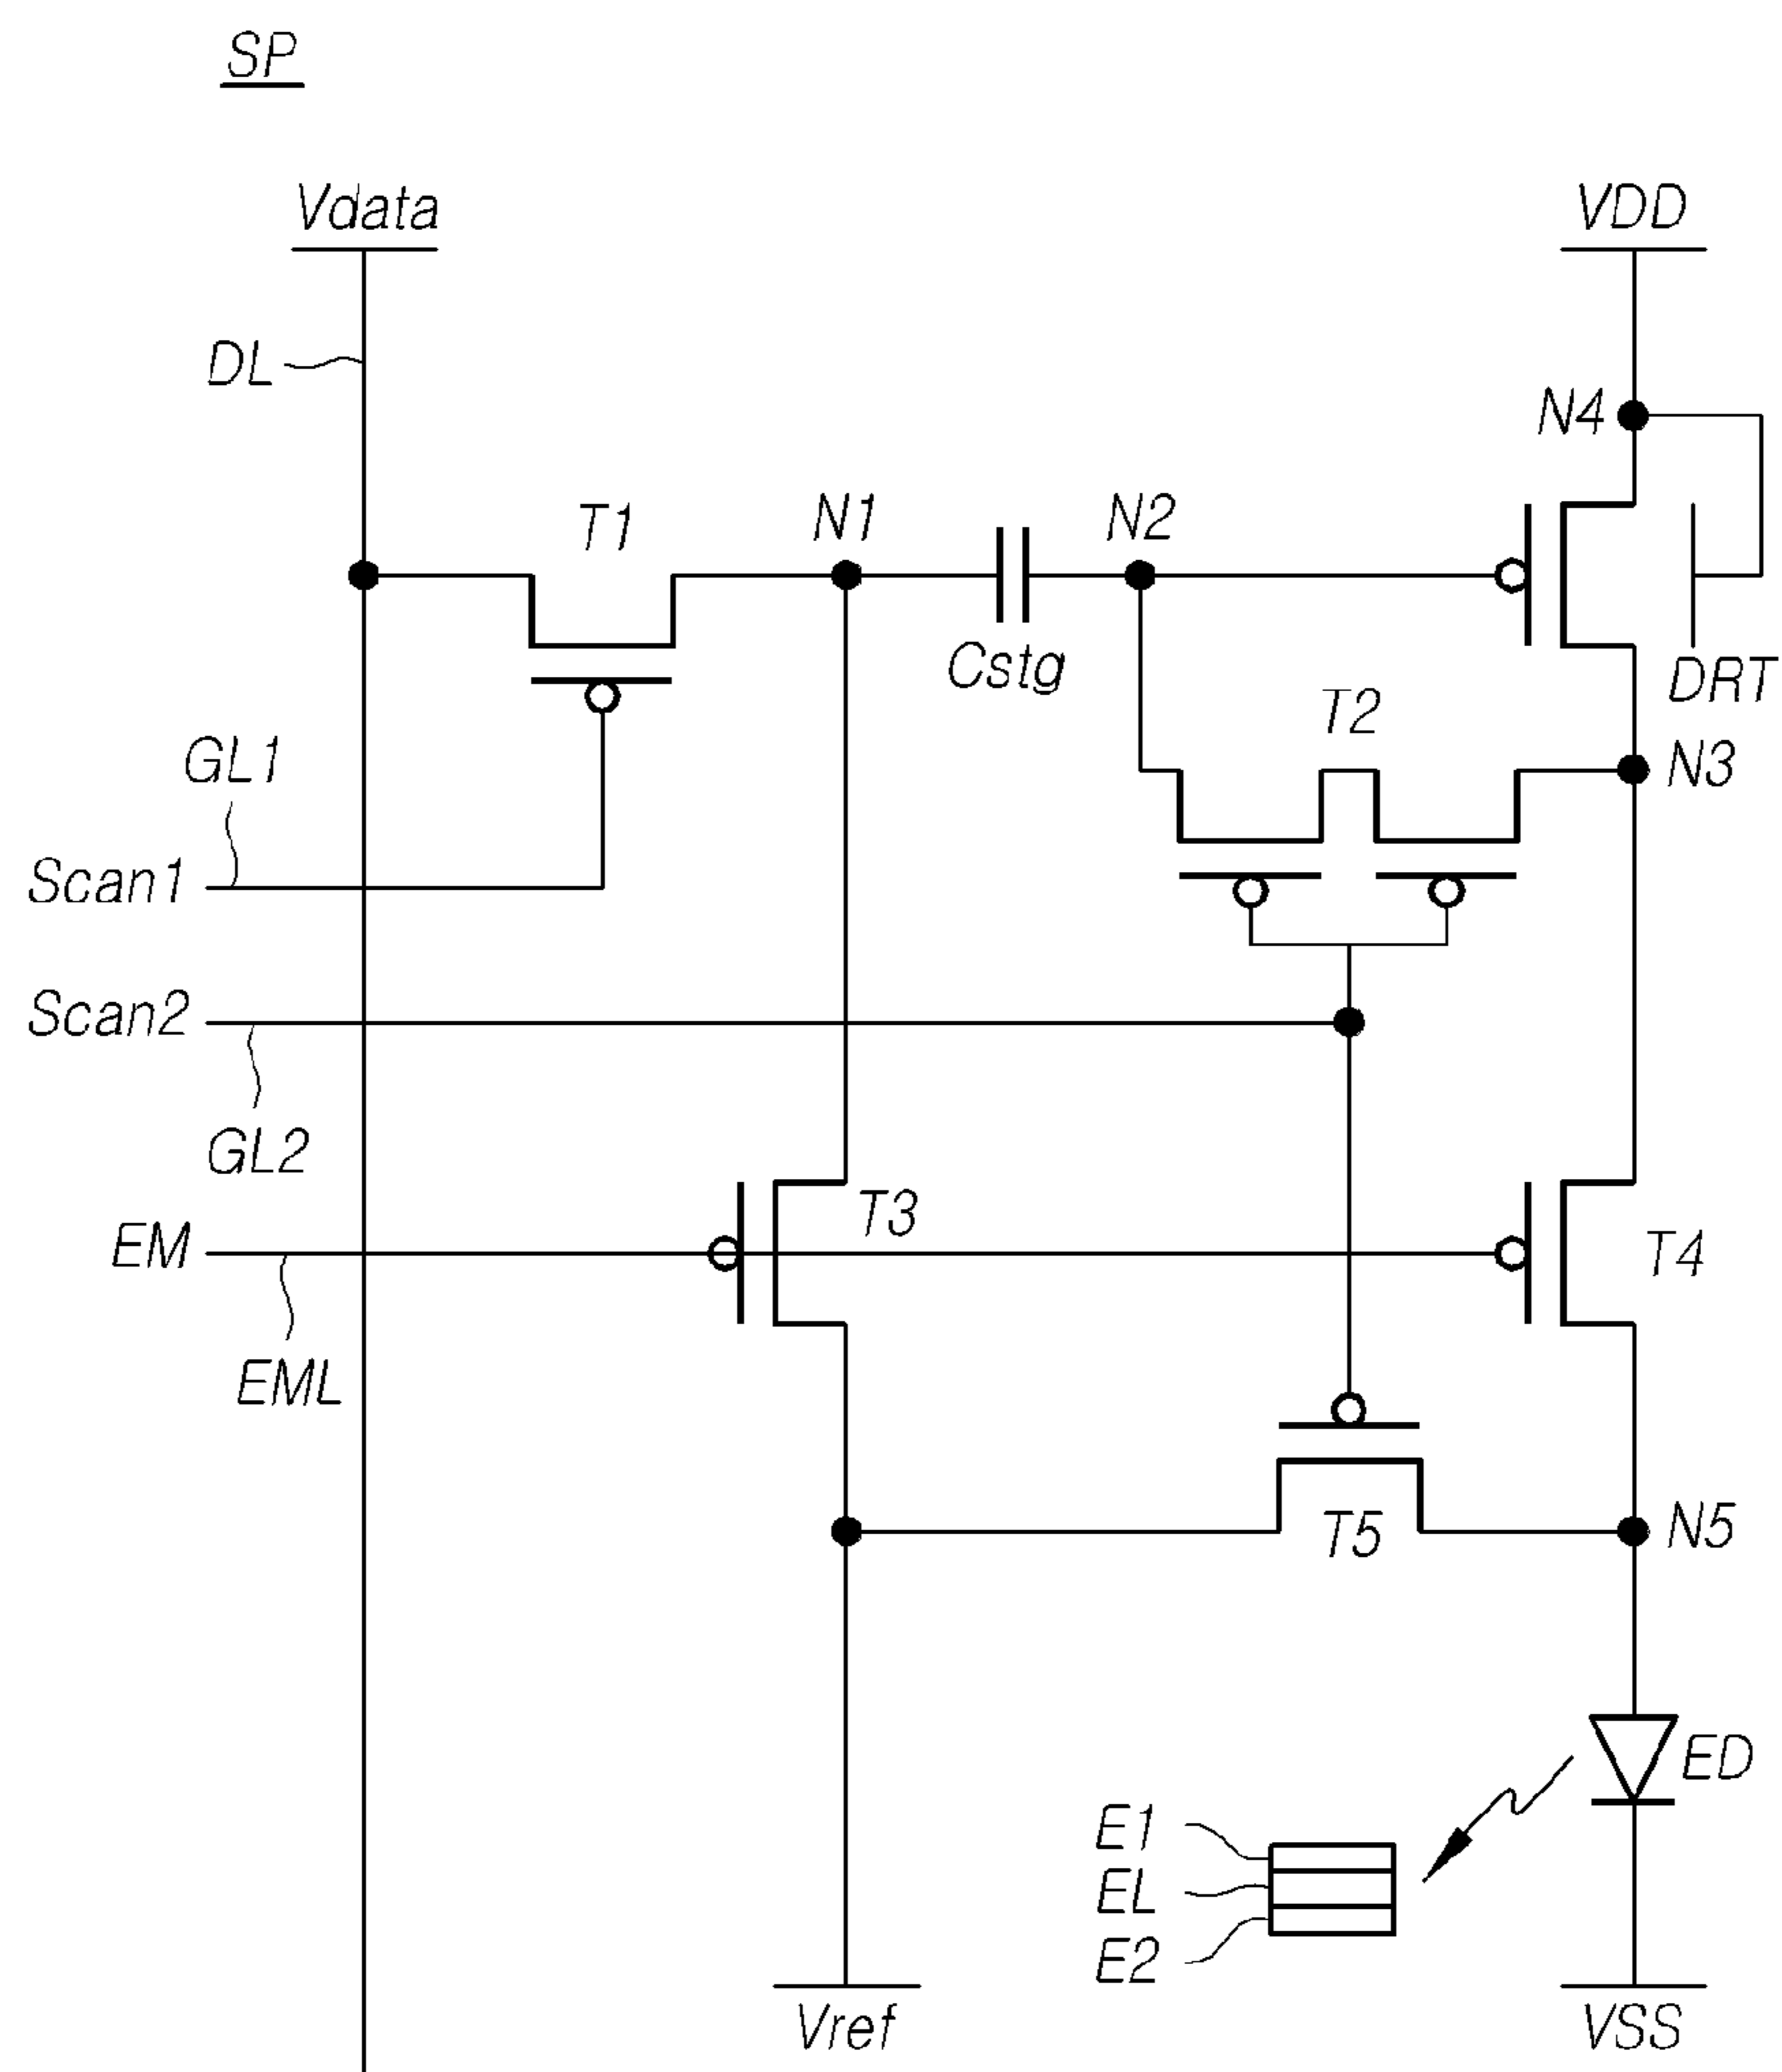 SP
Vdata
VDD
DL
N4
T1
N1
N2
Cstg
DRT
T2
GL1
N3
Scan1
Scan2
GL2
T3
EM
T4
EML
T5
N5
ED
E1
EL
E2
Vref
VSS